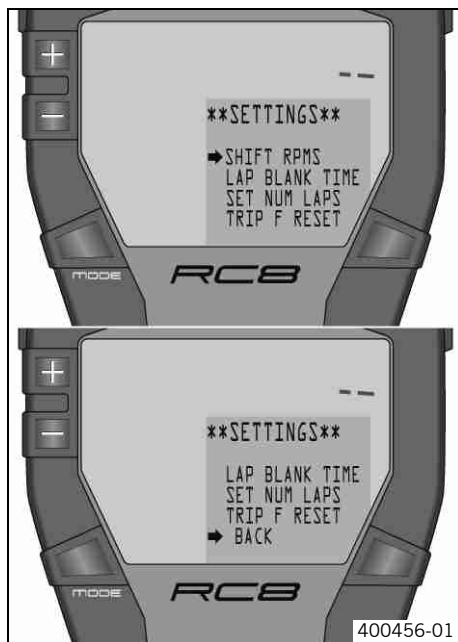 +
--
-
**SETTINGS**
➡SHIFT RPMS
LAP BLANK TIME
SET NUM LAPS
TRIP F RESET
MODE
RC8
+
--
-
**SETTINGS**
LAP BLANK TIME
SET NUM LAPS
TRIP F RESET
➡ BACK
MODE
RC8
400456-01